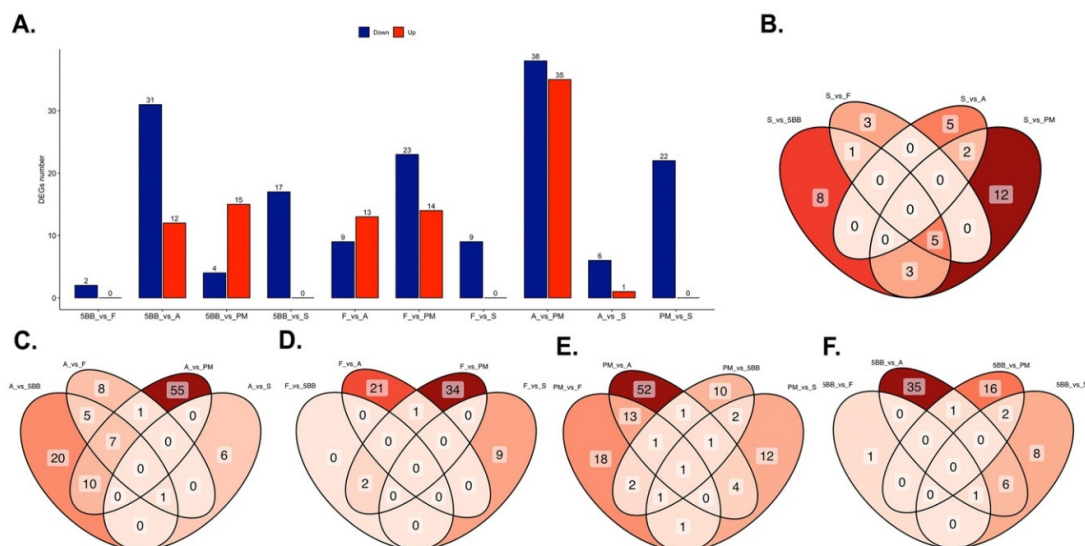 A.
Down Up
DEGs number
30
20
10
0
2 0 31 12 4 15 17 0 9 13 23 14 9 0 38 35 6 1 22 0
5BB_vs_F 5BB_vs_A 5BB_vs_PM 5BB_vs_S F_vs_A F_vs_PM F_vs_S A_vs_PM A_vs _S PM_vs_S
B.
S_vs_F S_vs_A
S_vs_5BB S_vs_PM
3 5
1 0 2
8 0 0 12
0 0 0
0 5
3
C.
A_vs_F A_vs_PM
A_vs_5BB A_vs_S
8 55
5 1 0
20 7 0 6
10 0 0
0 1
0
D.
F_vs_A F_vs_PM
F_vs_5BB F_vs_S
21 34
0 1 0
0 0 0 9
2 0 0
0 0
0
E.
PM_vs_A PM_vs_5BB
PM_vs_F PM_vs_S
52 10
13 1 2
18 1 1 12
2 1 4
1 0
1
F.
5BB_vs_A 5BB_vs_PM
5BB_vs_F 5BB_vs_S
35 16
0 1 2
1 0 0 8
0 0 6
0 1
0